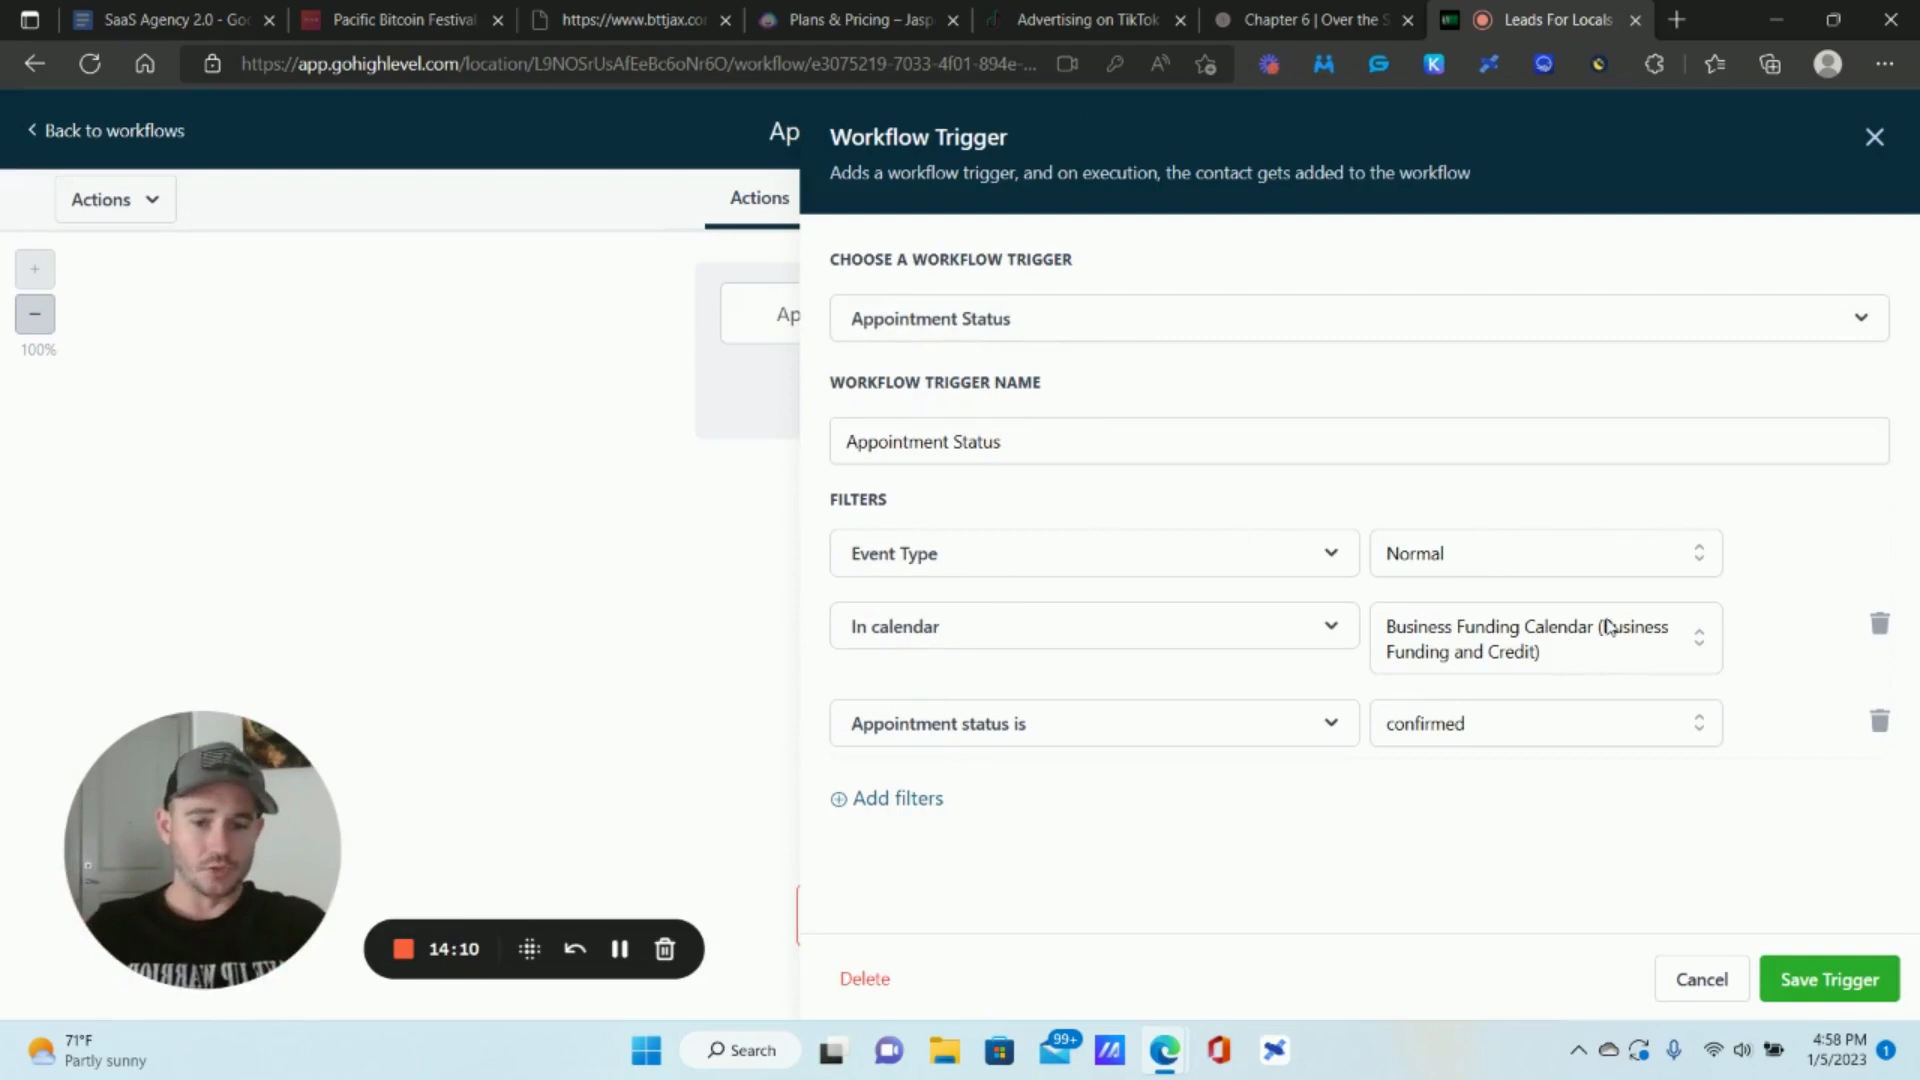 SaaS Agency 2.0 - Goo
Pacific Bitcoin Festival
https://www.bttjax.co
Plans & Pricing – Jasp
Advertising on TikTok
Chapter 6 | Over the S
Leads For Locals
https://app.gohighlevel.com/location/L9NOSrUsAfEeBc6oNr6O/workflow/e3075219-7033-4f01-894e-...
Back to workflows
Ap
Workflow Trigger
Adds a workflow trigger, and on execution, the contact gets added to the workflow
Actions
Actions
100%
Ap
CHOOSE A WORKFLOW TRIGGER
Appointment Status
WORKFLOW TRIGGER NAME
Appointment Status
FILTERS
Event Type
Normal
In calendar
Business Funding Calendar (Business
Funding and Credit)
Appointment status is
confirmed
Add filters
14:10
Delete
Cancel
Save Trigger
71°F
Partly sunny
Search
99+
4:58 PM
1/5/2023
1